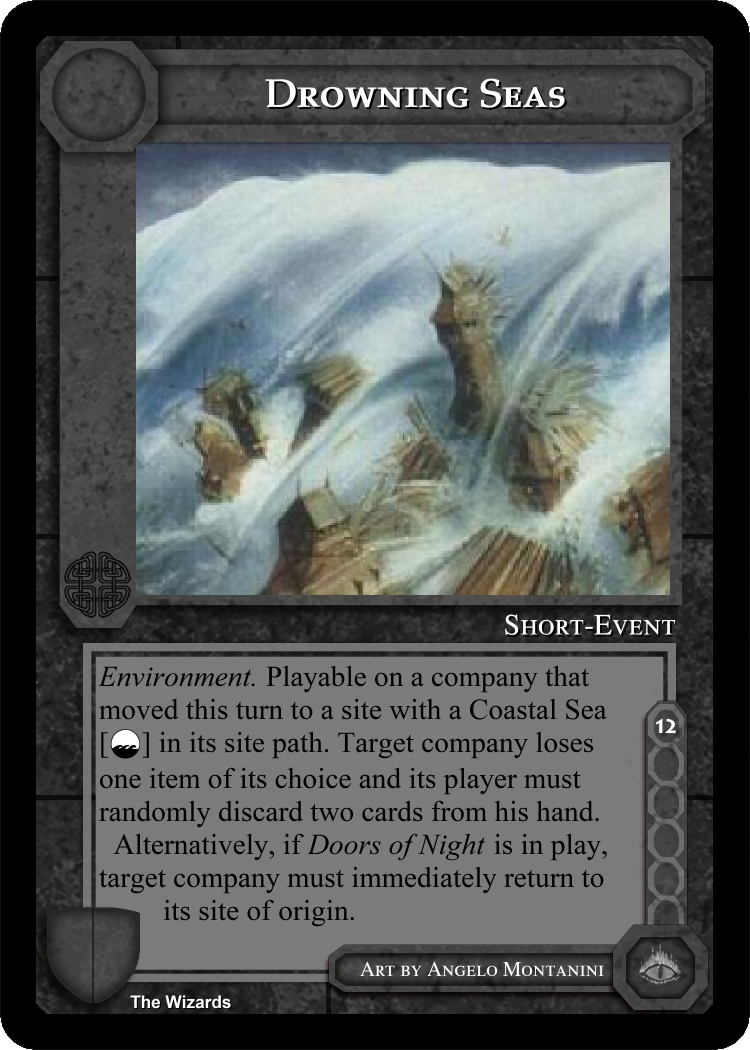 Drowning Seas
Short-Event
Environment. Playable on a company that
moved this turn to a site with a Coastal Sea
[] in its site path. Target company loses
one item of its choice and its player must
randomly discard two cards from his hand.
Alternatively, if Doors of Night is in play,
target company must immediately return to
its site of origin.
12
Art by Angelo Montanini
The Wizards